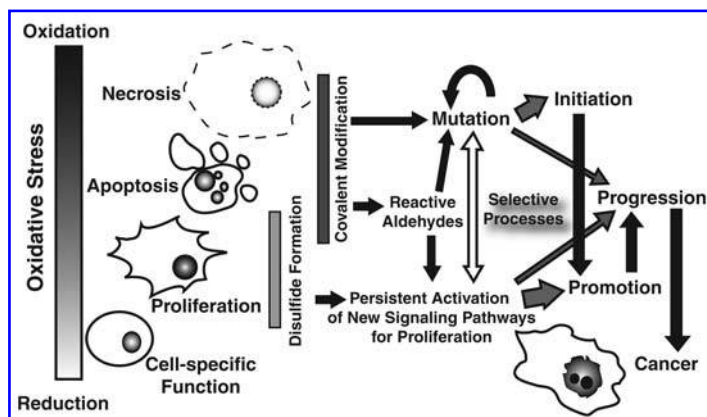 Oxidation
Oxidative Stress
Reduction
Necrosis
Apoptosis
Proliferation
Cell-specific
Function
Covalent Modification
Disulfide Formation
Mutation
Initiation
Reactive
Aldehydes
Selective
Processes
Progression
Persistent Activation
of New Signaling Pathways
for Proliferation
Promotion
Cancer